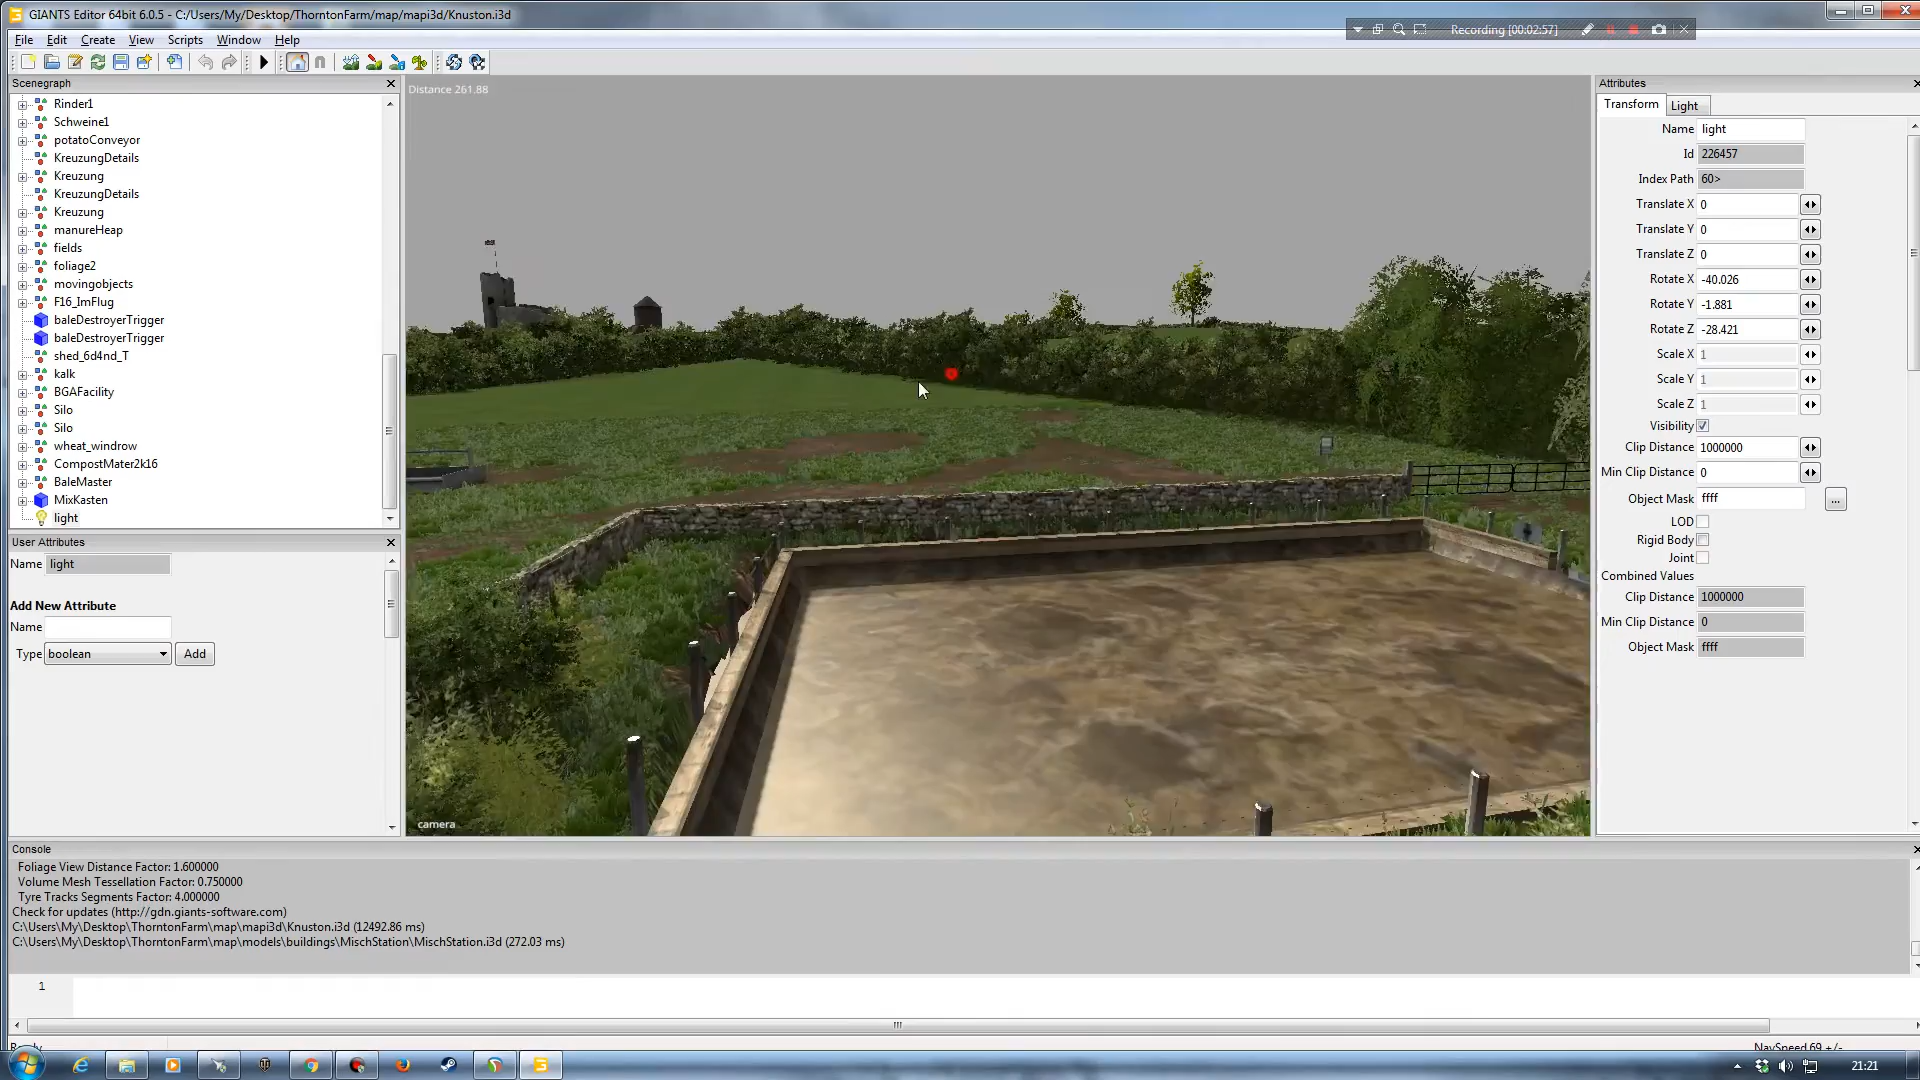 GIANTS Editor 64bit 6.0.5 - C:/Users/My/Desktop/ThorntonFarm/map/mapi3d/Knuston.i3d
Recording [00:02:57]
File Edit Create View Scripts Window Help
Scenegraph
Rinder1
Schweine1
potatoConveyor
KreuzungDetails
Kreuzung
KreuzungDetails
Kreuzung
manureHeap
fields
foliage2
movingobjects
F16_ImFlug
baleDestroyerTrigger
baleDestroyerTrigger
shed_6d4nd_T
kalk
BGAFacility
Silo
Silo
wheat_windrow
CompostMater2k16
BaleMaster
MixKasten
light
User Attributes
Name light
Add New Attribute
Name
Type boolean Add
Distance 261.88
camera
Attributes
Transform Light
Name light
Id 226457
Index Path 60>
Translate X 0
Translate Y 0
Translate Z 0
Rotate X -40.026
Rotate Y -1.881
Rotate Z -28.421
Scale X 1
Scale Y 1
Scale Z 1
Visibility
Clip Distance 1000000
Min Clip Distance 0
Object Mask ffff ...
LOD
Rigid Body
Joint
Combined Values
Clip Distance 1000000
Min Clip Distance 0
Object Mask ffff
Console
Foliage View Distance Factor: 1.600000
Volume Mesh Tessellation Factor: 0.750000
Tyre Tracks Segments Factor: 4.000000
Check for updates (http://gdn.giants-software.com)
C:\Users\My\Desktop\ThorntonFarm\map\mapi3d\Knuston.i3d (12492.86 ms)
C:\Users\My\Desktop\ThorntonFarm\map\models\buildings\MischStation\MischStation.i3d (272.03 ms)
1
NavSpeed 69 +/-
21:21